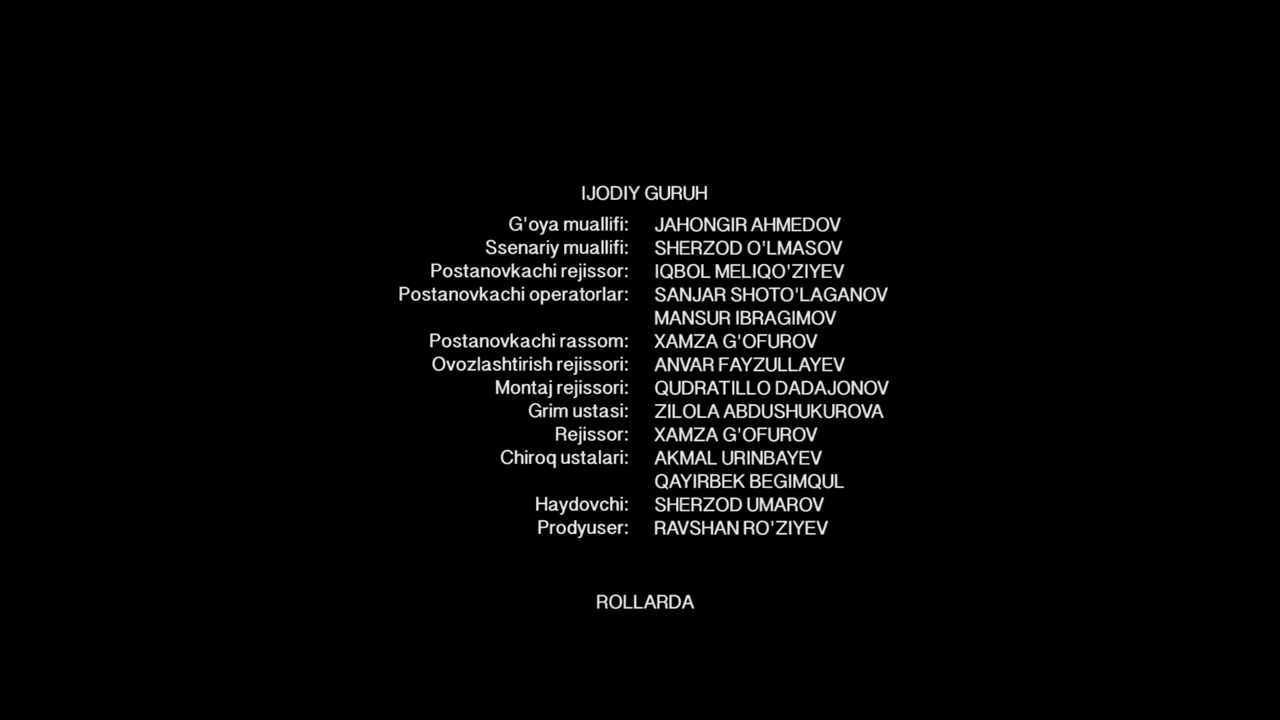 IJODIY GURUH
G'oya muallifi: JAHONGIR AHMEDOV
Ssenariy muallifi: SHERZOD O'LMASOV
Postanovkachi rejissor: IQBOL MELIQO'ZIYEV
Postanovkachi operatorlar: SANJAR SHOTO'LAGANOV
MANSUR IBRAGIMOV
Postanovkachi rassom: XAMZA G'OFUROV
Ovozlashtirish rejissori: ANVAR FAYZULLAYEV
Montaj rejissori: QUDRATILLO DADAJONOV
Grim ustasi: ZILOLA ABDUSHUKUROVA
Rejissor: XAMZA G'OFUROV
Chiroq ustalari: AKMAL URINBAYEV
QAYIRBEK BEGIMQUL
Haydovchi: SHERZOD UMAROV
Prodyuser: RAVSHAN RO'ZIYEV
ROLLARDA